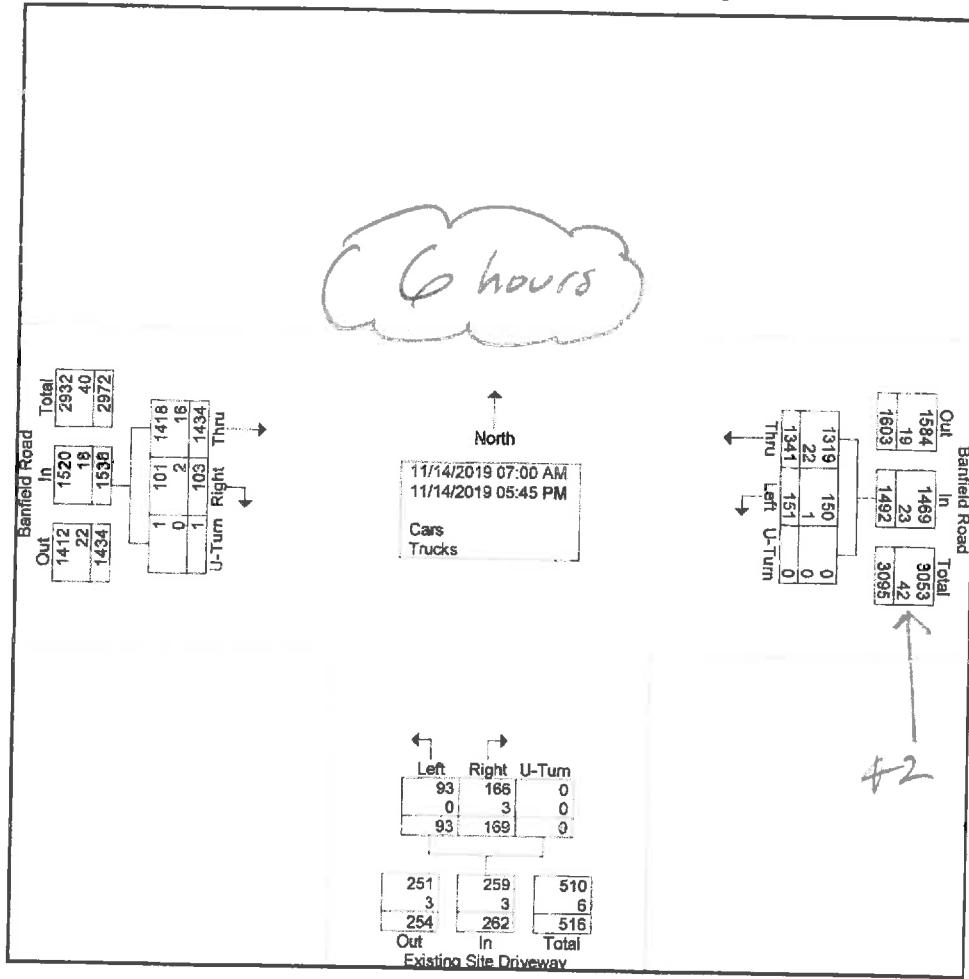 6 hours
North
11/14/2019 07:00 AM
11/14/2019 05:45 PM
Cars
Trucks
Banfield Road
Total In Out
2932 1520 1412
40 18 22
2972 1538 1434
Thru Right U-Turn
1418 101 1
16 2 0
1434 103 1
Banfield Road
Out In Total
1584 1469 3053
19 23 42
1603 1492 3095
Thru Left U-Turn
1319 150 0
22 1 0
1341 151 0
Left Right U-Turn
93 166 0
0 3 0
93 169 0
251 259 510
3 3 6
254 262 516
Out In Total
Existing Site Driveway